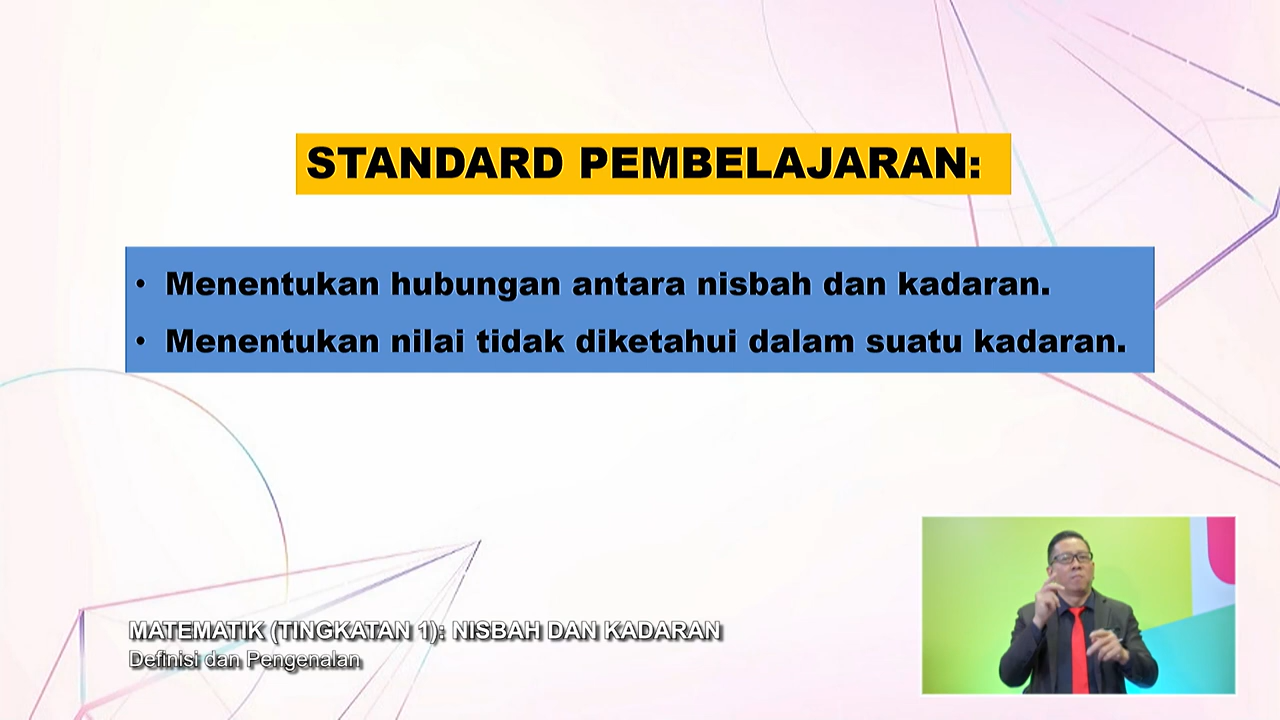 STANDARD PEMBELAJARAN:
• Menentukan hubungan antara nisbah dan kadaran.
• Menentukan nilai tidak diketahui dalam suatu kadaran.
MATEMATIK (TINGKATAN 1): NISBAH DAN KADARAN
Definisi dan Pengenalan